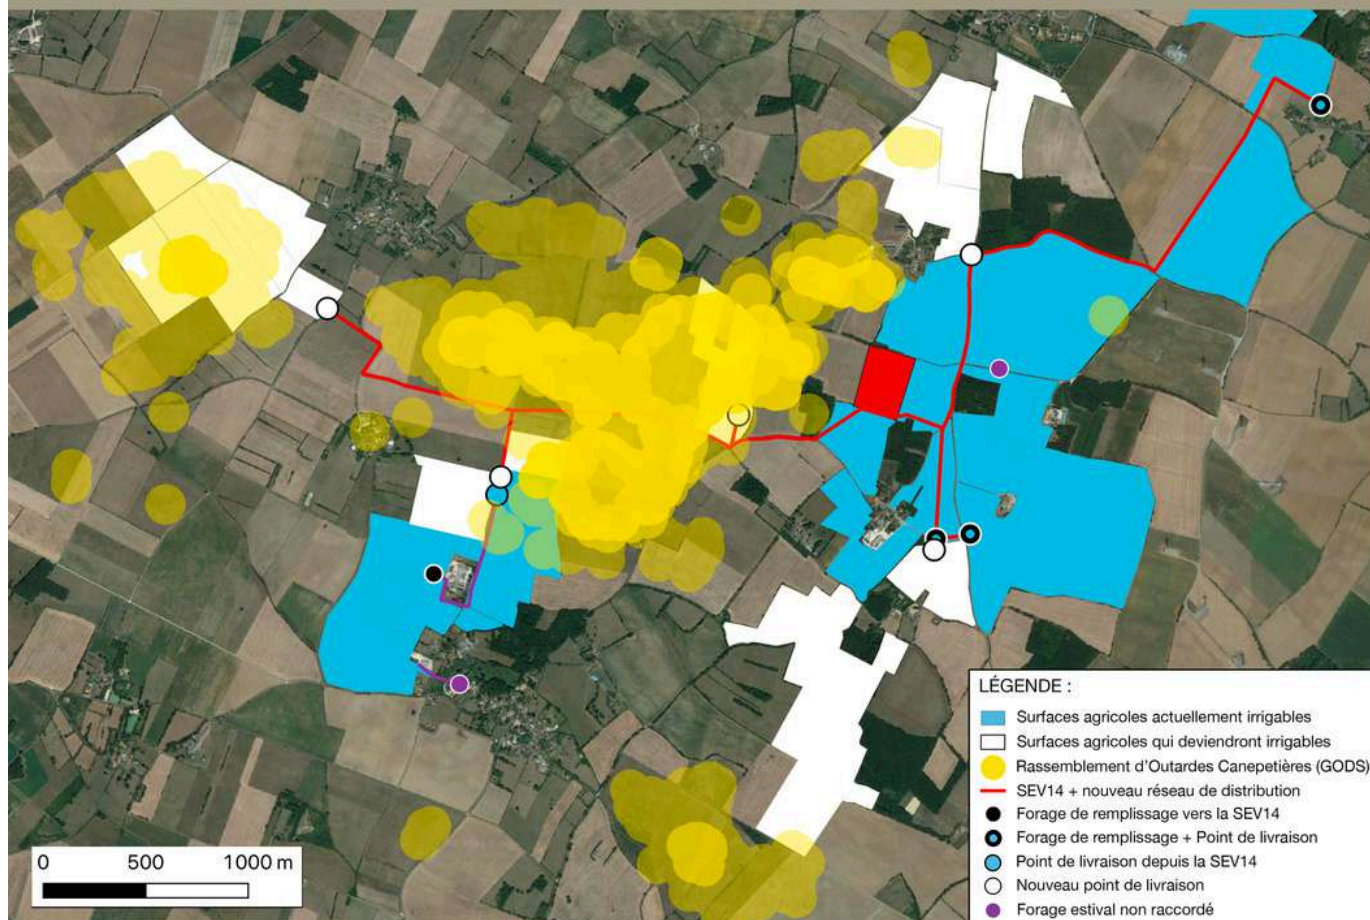 LÉGENDE :
Surfaces agricoles actuellement irrigables
Surfaces agricoles qui deviendront irrigables
Rassemblement d'Outardes Canepetières (GODS)
SEV14 + nouveau réseau de distribution
Forage de remplissage vers la SEV14
Forage de remplissage + Point de livraison
Point de livraison depuis la SEV14
Nouveau point de livraison
Forage estival non raccordé
0 500 1000 m